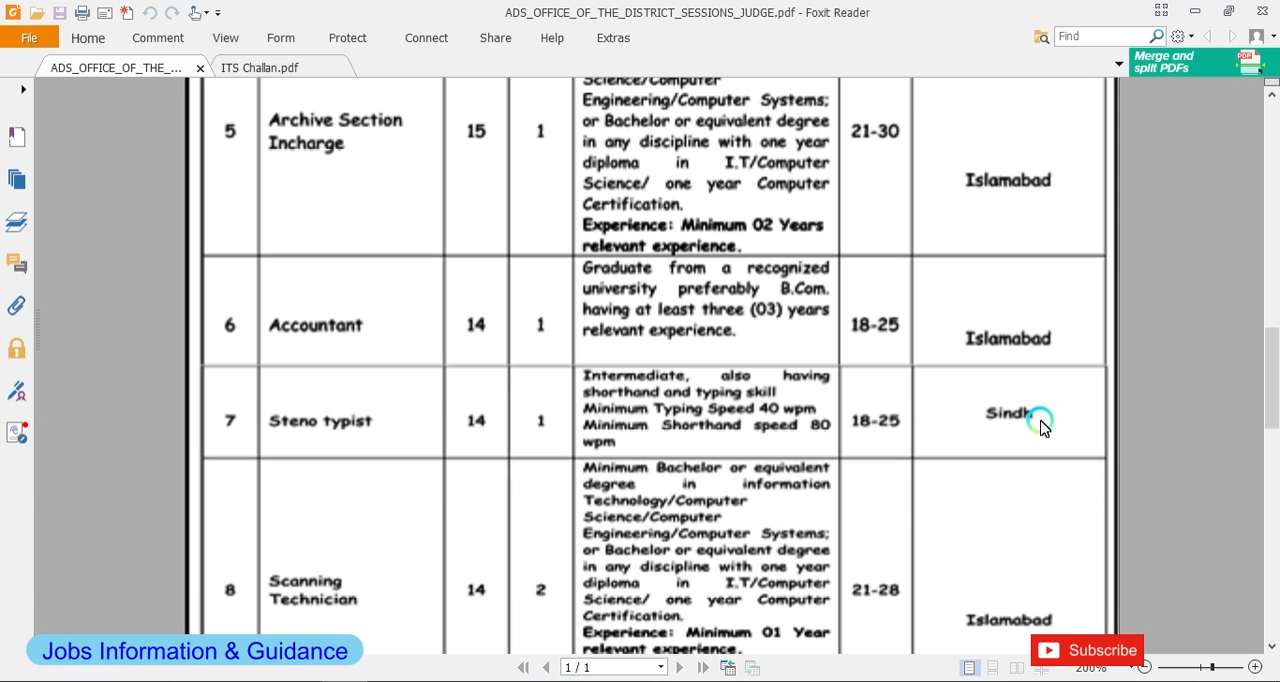 ADS_OFFICE_OF_THE_DISTRICT_SESSIONS_JUDGE.pdf - Foxit Reader
File Home Comment View Form Protect Connect Share Help Extras
Find
ADS_OFFICE_OF_THE_... ITS Challan.pdf
Merge and
split PDFs
PDF
Science/Computer
Engineering/Computer Systems;
or Bachelor or equivalent degree
in any discipline with one year
diploma in I.T/Computer
Science/ one year Computer
Certification.
Experience: Minimum 02 Years
relevant experience.
5
Archive Section
Incharge
15
1
21-30
Islamabad
6
Accountant
14
1
Graduate from a recognized
university preferably B.Com.
having at least three (03) years
relevant experience.
18-25
Islamabad
7
Steno typist
14
1
Intermediate, also having
shorthand and typing skill
Minimum Typing Speed 40 wpm
Minimum Shorthand speed 80
wpm
18-25
Sindh
8
Scanning
Technician
14
2
Minimum Bachelor or equivalent
degree in information
Technology/Computer
Science/Computer
Engineering/Computer Systems;
or Bachelor or equivalent degree
in any discipline with one year
diploma in I.T/Computer
Science/ one year Computer
Certification.
Experience: Minimum 01 Year
relevant experience.
21-28
Islamabad
Jobs Information & Guidance
Subscribe
1 / 1
200%